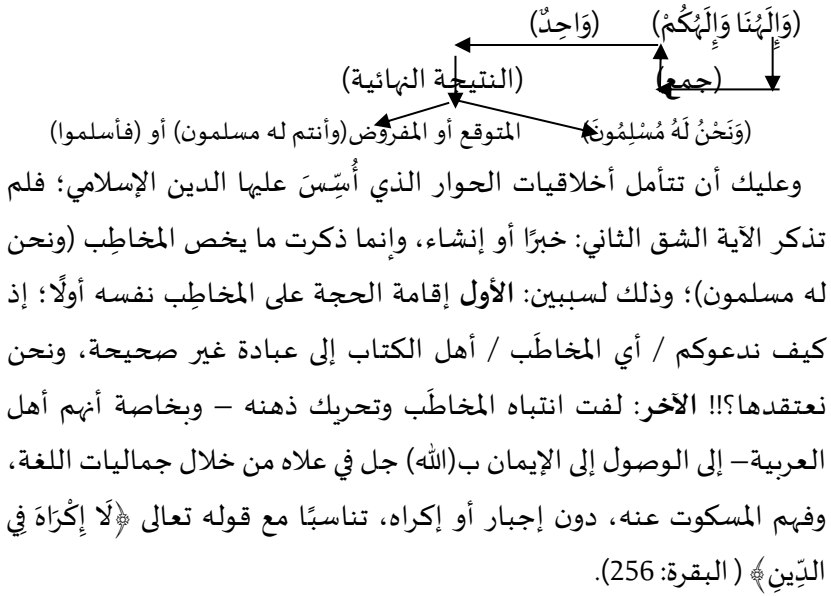 (وَإِلَهُنَا وَإِلَهُكُمْ) (وَاحِدٌ)
(جمع) (النتيجة النهائية)
(وَنَحْنُ لَهُ مُسْلِمُونَ) المتوقع أو المفروض(وأنتم له مسلمون) أو (فأسلموا)
وعليك أن تتأمل أخلاقيات الحوار الذي أُسِّسَ عليها الدين الإسلامي؛ فلم
تذكر الآية الشق الثاني: خبرًا أو إنشاء، وإنما ذكرت ما يخص المخاطِب (ونحن
له مسلمون)؛ وذلك لسببين: الأول إقامة الحجة على المخاطِب نفسه أولًا؛ إذ
كيف ندعوكم / أي المخاطَب / أهل الكتاب إلى عبادة غير صحيحة، ونحن
نعتقدها؟!! الآخر: لفت انتباه المخاطَب وتحريك ذهنه – وبخاصة أنهم أهل
العربية– إلى الوصول إلى الإيمان ب(الله) جل في علاه من خلال جماليات اللغة،
وفهم المسكوت عنه، دون إجبار أو إكراه، تناسبًا مع قوله تعالى ﴿لَا إِكْرَاهَ فِي
الدِّينِ﴾ ( البقرة: 256).